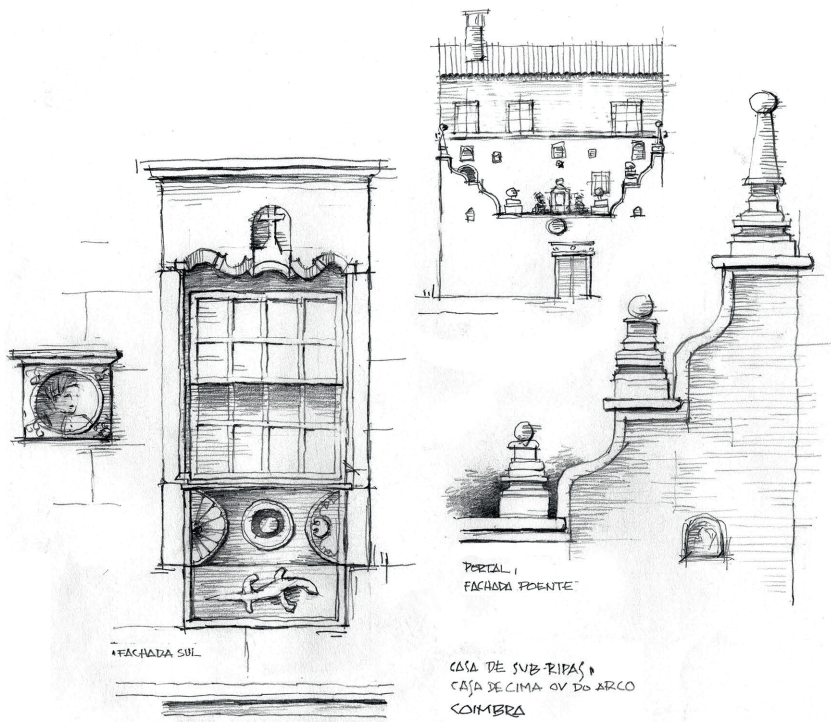 PORTAL,
FACHADA POENTE
FACHADA SUL
CASA DE SUB-RIPAS,
CASA DE CIMA OU DO ARCO
COIMBRA